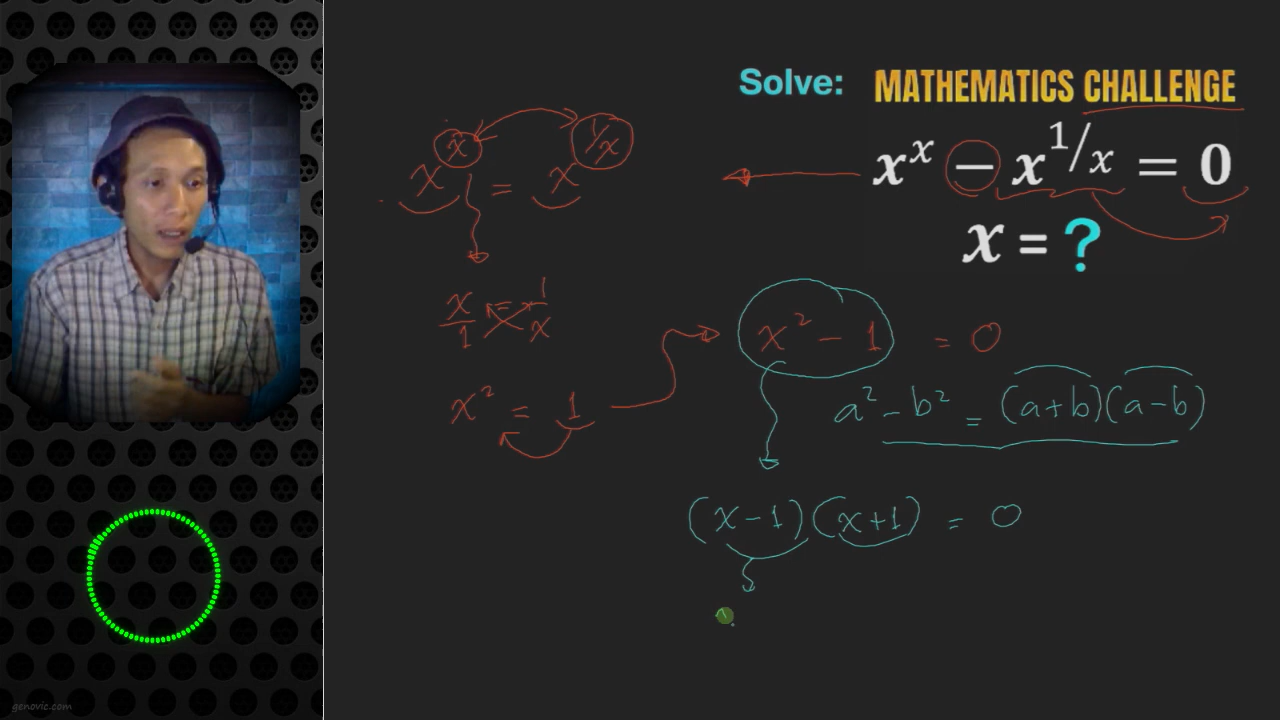 Solve: MATHEMATICS CHALLENGE
x^x − x^{1/x} = 0
x = ?
x^x = x^{1/x}
x/1 = 1/x
x² = 1
x² − 1 = 0
a² − b² = (a+b)(a−b)
(x−1)(x+1) = 0
genovic.com